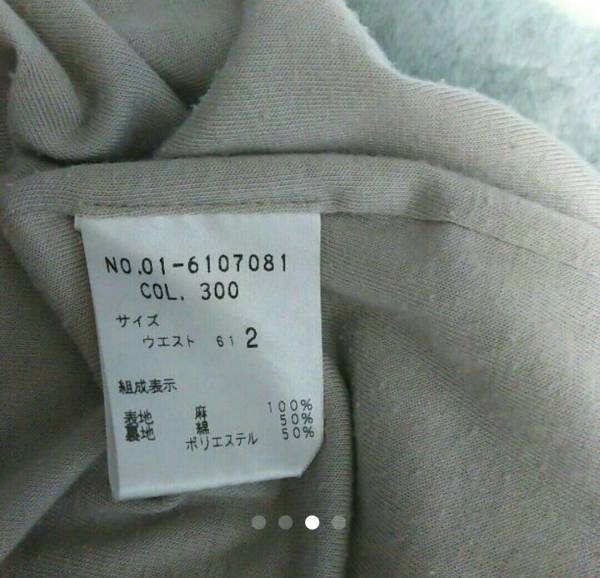 NO.01-6107081
COL. 300
サイズ
ウエスト 61 2
組成表示
表地 麻 100%
裏地 綿 50%
ポリエステル 50%